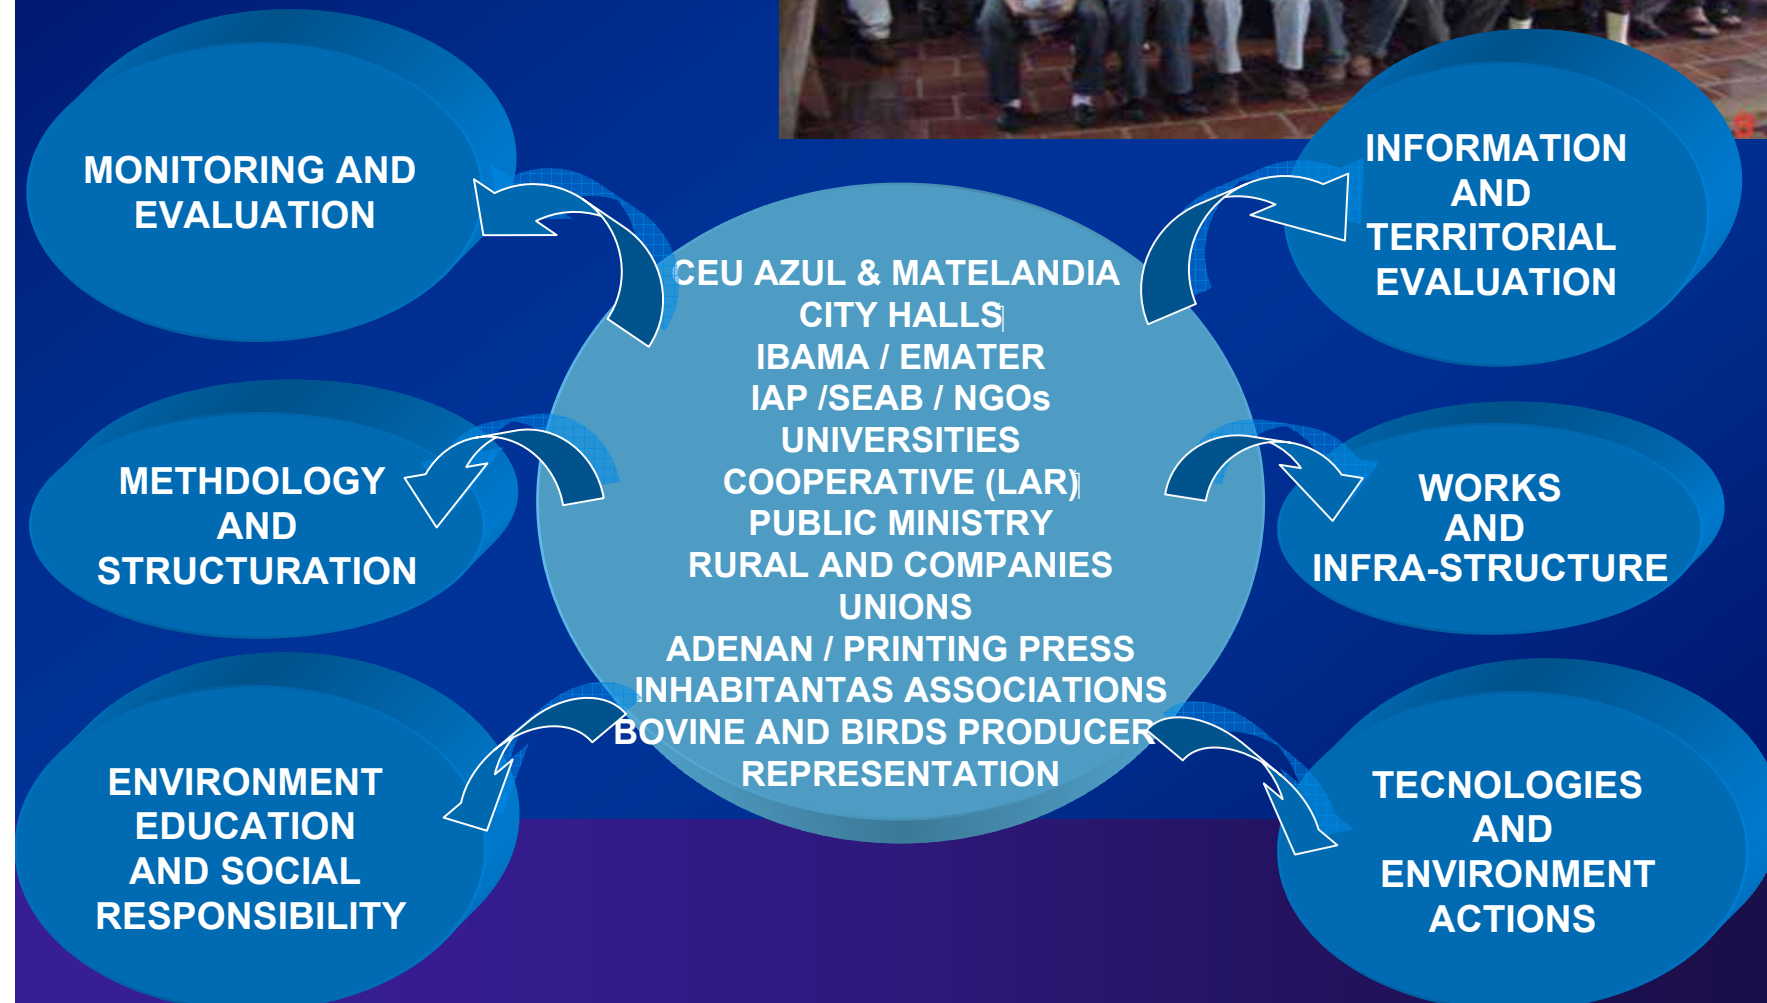 MONITORING AND
EVALUATION
INFORMATION
AND
TERRITORIAL
EVALUATION
CEU AZUL & MATELANDIA
CITY HALLS
IBAMA / EMATER
IAP /SEAB / NGOs
UNIVERSITIES
COOPERATIVE (LAR)
PUBLIC MINISTRY
RURAL AND COMPANIES
UNIONS
ADENAN / PRINTING PRESS
INHABITANTAS ASSOCIATIONS
BOVINE AND BIRDS PRODUCER
REPRESENTATION
METHDOLOGY
AND
STRUCTURATION
WORKS
AND
INFRA-STRUCTURE
ENVIRONMENT
EDUCATION
AND SOCIAL
RESPONSIBILITY
TECNOLOGIES
AND
ENVIRONMENT
ACTIONS